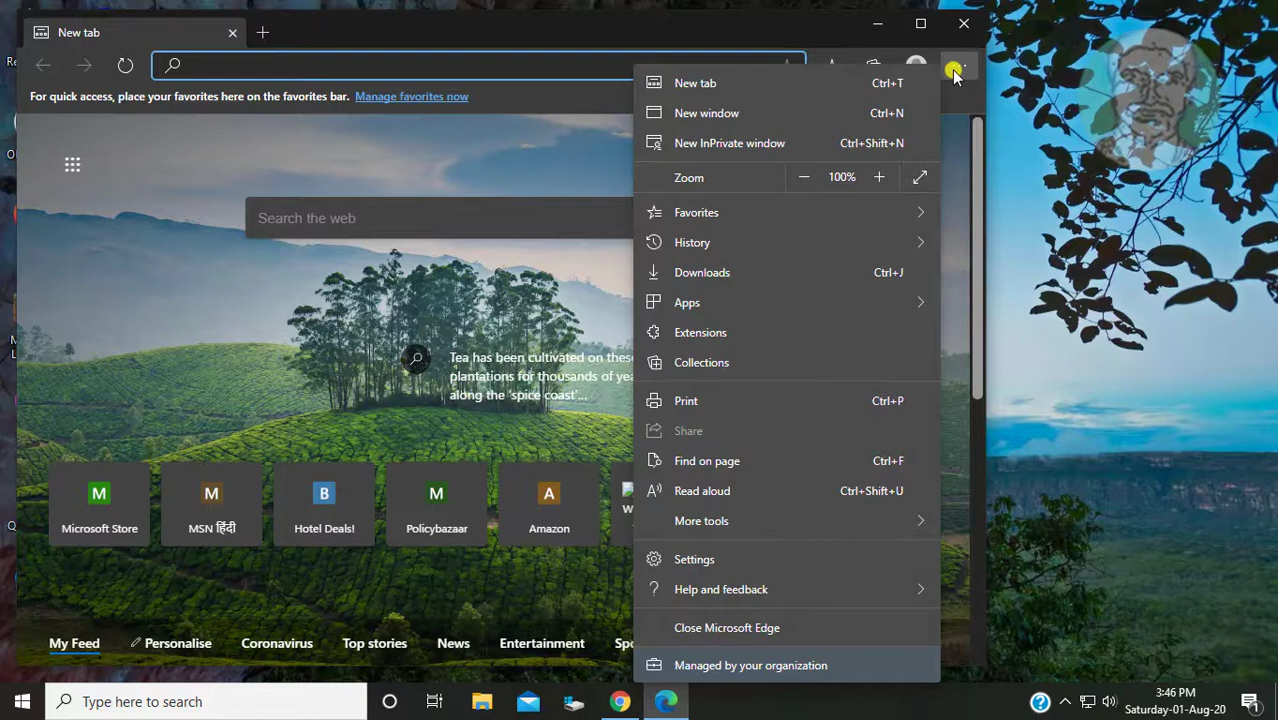 New tab
For quick access, place your favorites here on the favorites bar. Manage favorites now
Search the web
Tea has been cultivated on these
plantations for thousands of
along the 'spice coast'...
M
Microsoft Store
M
MSN हिंदी
B
Hotel Deals!
M
Policybazaar
A
Amazon
My Feed
Personalise
Coronavirus
Top stories
News
Entertainment
New tab Ctrl+T
New window Ctrl+N
New InPrivate window Ctrl+Shift+N
Zoom 100%
Favorites
History
Downloads Ctrl+J
Apps
Extensions
Collections
Print Ctrl+P
Share
Find on page Ctrl+F
Read aloud Ctrl+Shift+U
More tools
Settings
Help and feedback
Close Microsoft Edge
Managed by your organization
Type here to search
3:46 PM
Saturday-01-Aug-20
1